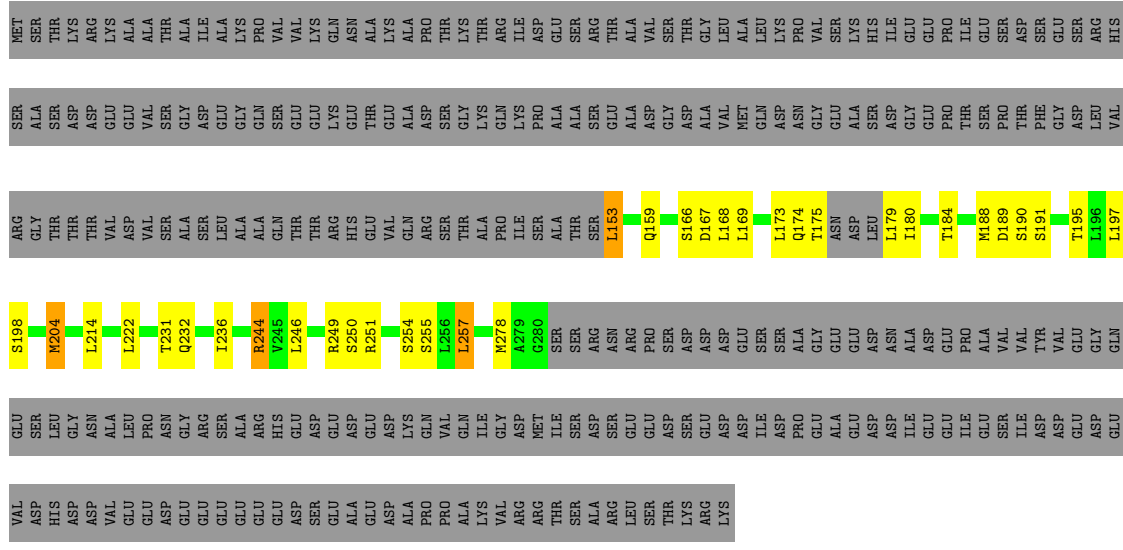 MET SER THR LYS ARG LYS ALA ALA THR ALA ILE ALA LYS PRO VAL VAL LYS GLN ASN ALA LYS ALA PRO THR LYS THR ARG ILE ASP GLU SER ARG THR ALA VAL SER THR GLY LEU ALA LEU LYS PRO VAL SER LYS HIS ILE GLU GLU PRO ILE GLU SER ASP SER GLU SER ARG HIS
SER ALA SER ASP ASP GLU GLU VAL SER GLY ASP GLU GLY GLN SER GLU GLU LYS GLU THR GLU ALA ASP SER GLY LYS GLN LYS PRO ALA ALA SER GLU ALA ASP GLY ASP ALA VAL MET GLN ASP ASN GLY GLU ALA SER ASP GLY GLU PRO THR SER PRO THR PHE GLY ASP LEU VAL
ARG GLY THR THR THR VAL ASP VAL SER ALA SER LEU ALA ALA GLN THR THR ARG HIS GLU VAL GLN ARG SER THR ALA PRO ILE SER ALA THR SER L153 Q159 S166 D167 L168 L169 L173 Q174 T175 ASN ASP LEU L179 I180 T184 M188 D189 S190 S191 T195 L196 L197
S198 M204 L214 L222 T231 Q232 I236 R244 V245 L246 R249 S250 R251 S254 S255 L256 L257 M278 A279 G280 SER SER ARG ASN ARG PRO SER ASP ASP ASP GLU SER SER ALA GLY GLU GLU ASP ASN ALA ASP GLU PRO ALA VAL VAL TYR VAL GLU GLY GLN
GLU SER LEU GLY ASN ALA LEU PRO ASN GLY ARG SER ALA ARG HIS GLU ASP GLU ASP GLU ASP LYS GLN VAL GLN ILE GLY ASP MET ILE SER ASP SER GLU GLU ASP SER GLU ASP ASP ILE ASP PRO GLU ALA GLU ASP ASP ILE GLU GLU ILE GLU SER ILE ASP ASP GLU ASP GLU
VAL ASP HIS ASP ASP VAL GLU GLU ASP GLU GLU GLU GLU GLU ASP SER GLU ALA GLU ASP ALA PRO PRO ALA LYS VAL ARG ARG THR SER ALA ARG LEU SER THR LYS ARG LYS